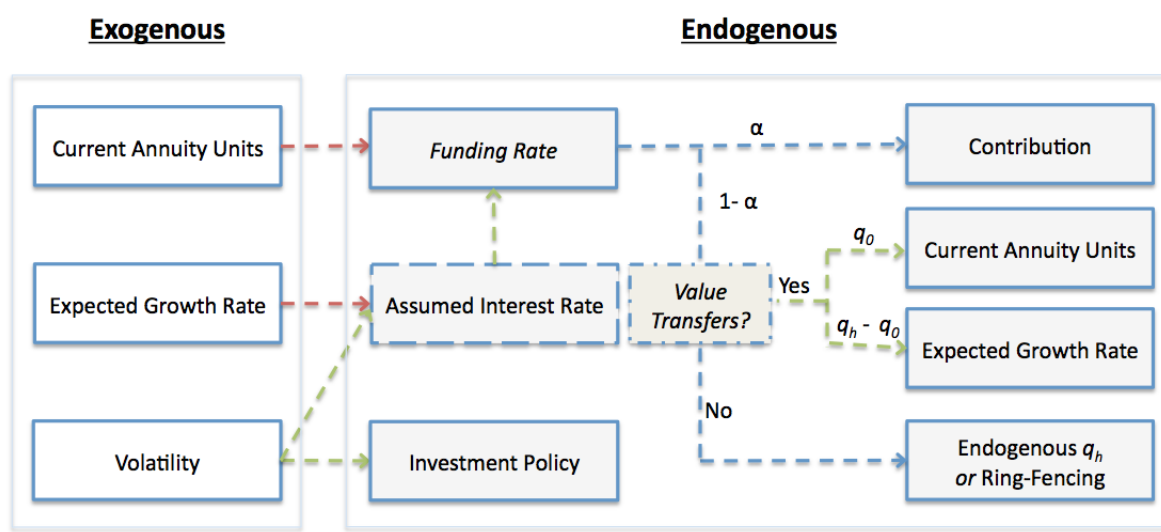 Exogenous
Endogenous
Current Annuity Units
Funding Rate
α
Contribution
1- α
q0
Current Annuity Units
Expected Growth Rate
Assumed Interest Rate
Value
Transfers?
Yes
qh - q0
Expected Growth Rate
No
Volatility
Investment Policy
Endogenous qh
or Ring-Fencing